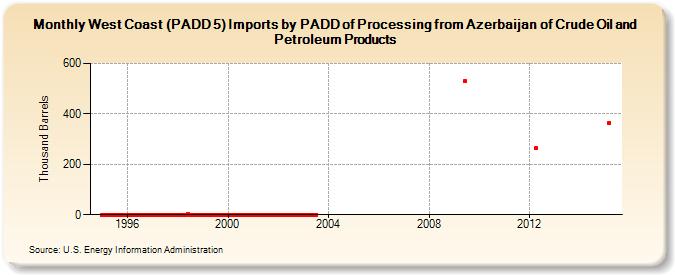 Monthly West Coast (PADD 5) Imports by PADD of Processing from Azerbaijan of Crude Oil and
Petroleum Products
Thousand Barrels
600
400
200
0
1996
2000
2004
2008
2012
Source: U.S. Energy Information Administration